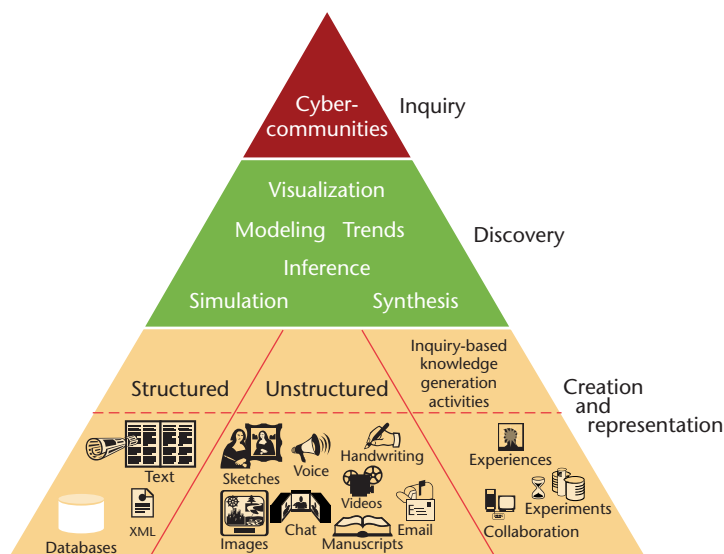 Cyber-
communities
Inquiry
Visualization
Modeling Trends
Inference
Simulation Synthesis
Discovery
Structured
Unstructured
Inquiry-based
knowledge
generation
activities
Creation
and
representation
Text
Sketches
Voice
Handwriting
Experiences
Databases
XML
Images
Chat
Videos
Manuscripts
Email
Collaboration
Experiments